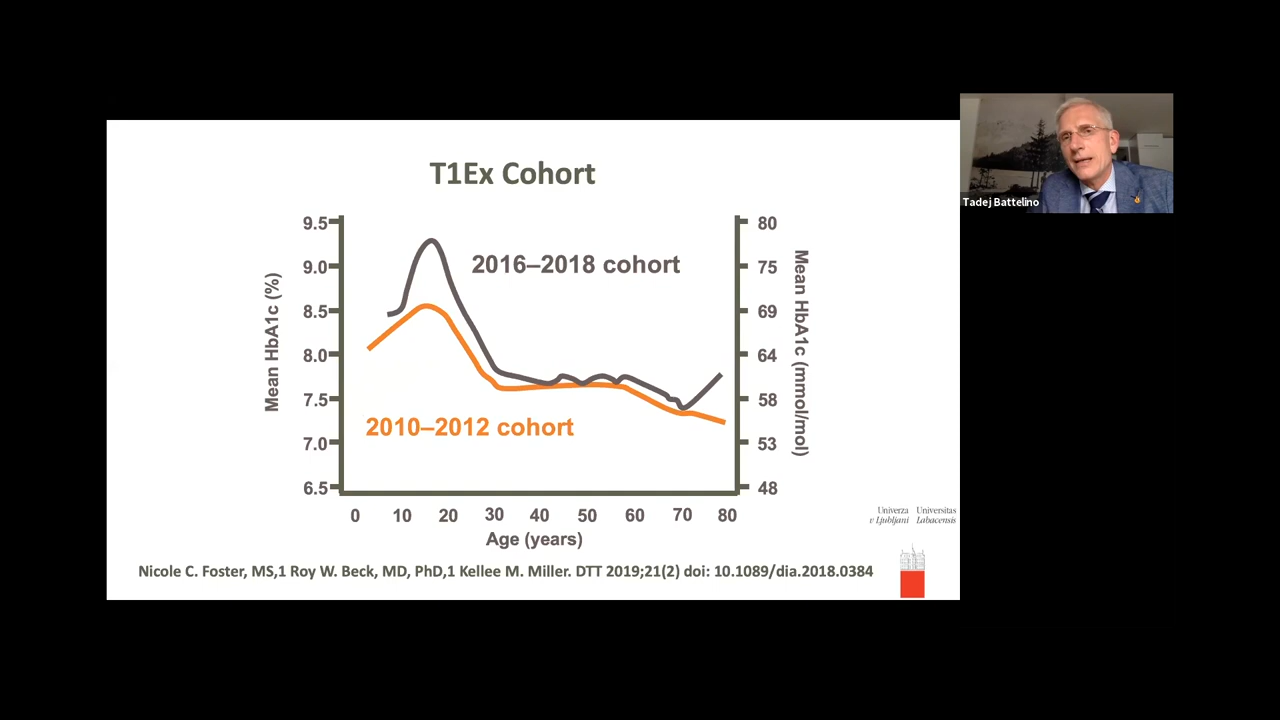 T1Ex Cohort
Mean HbA1c (%)
9.5
9.0
8.5
8.0
7.5
7.0
6.5
2016–2018 cohort
2010–2012 cohort
80
75
69
64
58
53
48
Mean HbA1c (mmol/mol)
0 10 20 30 40 50 60 70 80
Age (years)
Nicole C. Foster, MS,1 Roy W. Beck, MD, PhD,1 Kellee M. Miller. DTT 2019;21(2) doi: 10.1089/dia.2018.0384
Univerza Universitas
v Ljubljani Labacensis
Tadej Battelino